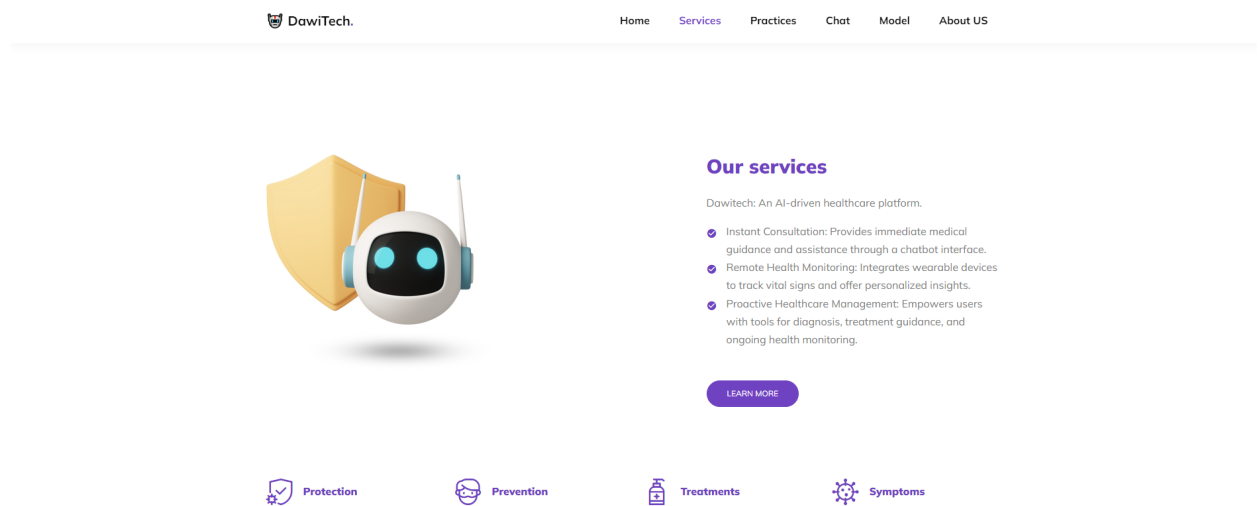 DawiTech.
Home Services Practices Chat Model About US
Our services
Dawitech: An AI-driven healthcare platform.
Instant Consultation: Provides immediate medical
guidance and assistance through a chatbot interface.
Remote Health Monitoring: Integrates wearable devices
to track vital signs and offer personalized insights.
Proactive Healthcare Management: Empowers users
with tools for diagnosis, treatment guidance, and
ongoing health monitoring.
LEARN MORE
Protection Prevention Treatments Symptoms